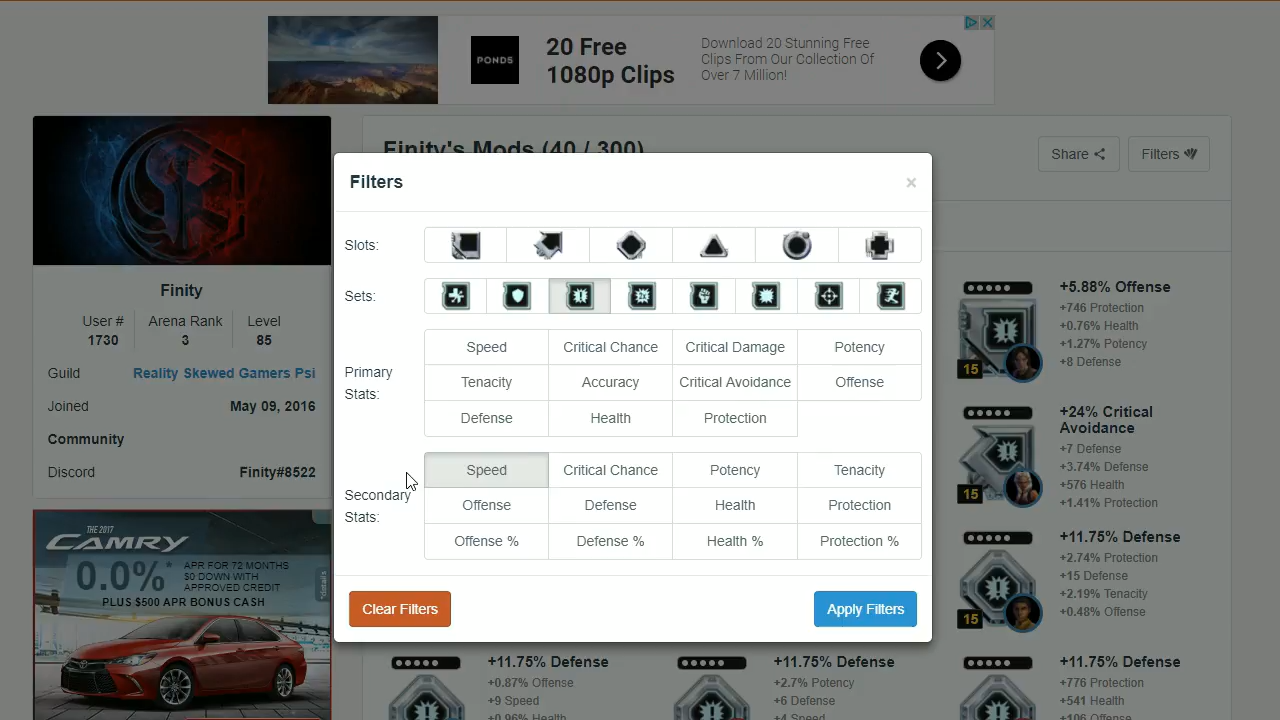 20 Free
1080p Clips
PONDS
Download 20 Stunning Free
Clips From Our Collection Of
Over 7 Million!
Finity's Mods (40 / 300)
Share
Filters
Filters
×
Slots:
Sets:
Primary
Stats:
Speed
Critical Chance
Critical Damage
Potency
Tenacity
Accuracy
Critical Avoidance
Offense
Defense
Health
Protection
Secondary
Stats:
Speed
Critical Chance
Potency
Tenacity
Offense
Defense
Health
Protection
Offense %
Defense %
Health %
Protection %
Clear Filters
Apply Filters
Finity
User #
1730
Arena Rank
3
Level
85
Guild
Reality Skewed Gamers Psi
Joined
May 09, 2016
Community
Discord
Finity#8522
THE 2017
CAMRY
0.0%*
APR FOR 72 MONTHS
$0 DOWN WITH
APPROVED CREDIT
PLUS $500 APR BONUS CASH
*details
+5.88% Offense
+746 Protection
+0.76% Health
+1.27% Potency
+8 Defense
15
+24% Critical
Avoidance
+7 Defense
+3.74% Defense
+576 Health
+1.41% Protection
15
+11.75% Defense
+2.74% Protection
+15 Defense
+2.19% Tenacity
+0.48% Offense
15
+11.75% Defense
+0.87% Offense
+9 Speed
+0.96% Health
+11.75% Defense
+2.7% Potency
+6 Defense
+4 Speed
+11.75% Defense
+776 Protection
+541 Health
+106 Offense